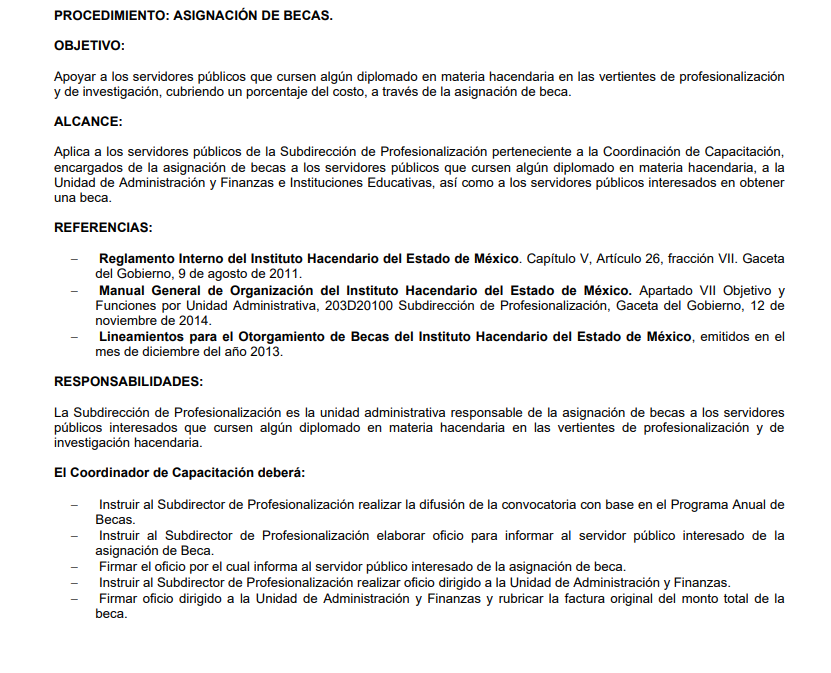 PROCEDIMIENTO: ASIGNACIÓN DE BECAS.
OBJETIVO:
Apoyar a los servidores públicos que cursen algún diplomado en materia hacendaria en las vertientes de profesionalización
y de investigación, cubriendo un porcentaje del costo, a través de la asignación de beca.
ALCANCE:
Aplica a los servidores públicos de la Subdirección de Profesionalización perteneciente a la Coordinación de Capacitación,
encargados de la asignación de becas a los servidores públicos que cursen algún diplomado en materia hacendaria, a la
Unidad de Administración y Finanzas e Instituciones Educativas, así como a los servidores públicos interesados en obtener
una beca.
REFERENCIAS:
– Reglamento Interno del Instituto Hacendario del Estado de México. Capítulo V, Artículo 26, fracción VII. Gaceta
del Gobierno, 9 de agosto de 2011.
– Manual General de Organización del Instituto Hacendario del Estado de México. Apartado VII Objetivo y
Funciones por Unidad Administrativa, 203D20100 Subdirección de Profesionalización, Gaceta del Gobierno, 12 de
noviembre de 2014.
– Lineamientos para el Otorgamiento de Becas del Instituto Hacendario del Estado de México, emitidos en el
mes de diciembre del año 2013.
RESPONSABILIDADES:
La Subdirección de Profesionalización es la unidad administrativa responsable de la asignación de becas a los servidores
públicos interesados que cursen algún diplomado en materia hacendaria en las vertientes de profesionalización y de
investigación hacendaria.
El Coordinador de Capacitación deberá:
– Instruir al Subdirector de Profesionalización realizar la difusión de la convocatoria con base en el Programa Anual de
Becas.
– Instruir al Subdirector de Profesionalización elaborar oficio para informar al servidor público interesado de la
asignación de Beca.
– Firmar el oficio por el cual informa al servidor público interesado de la asignación de beca.
– Instruir al Subdirector de Profesionalización realizar oficio dirigido a la Unidad de Administración y Finanzas.
– Firmar oficio dirigido a la Unidad de Administración y Finanzas y rubricar la factura original del monto total de la
beca.